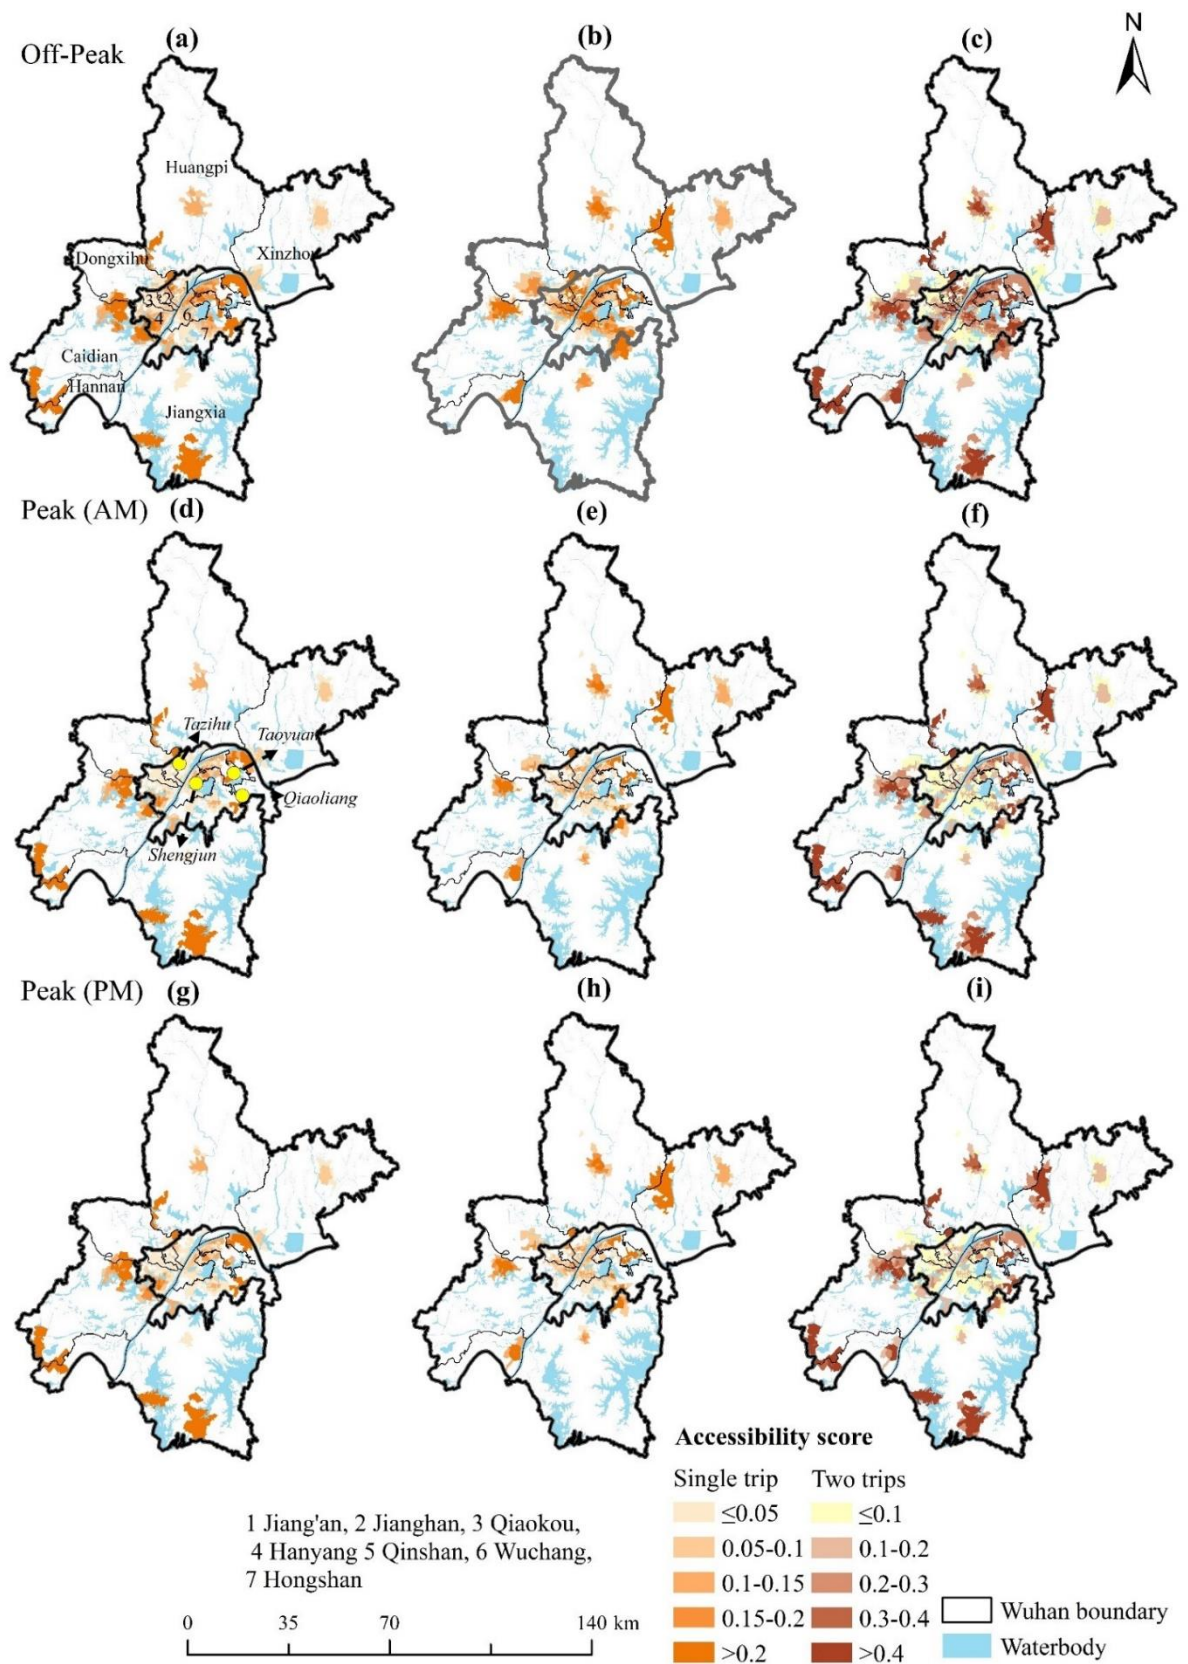 Off-Peak
(a)
(b)
(c)
N
Huangpi
Dongxihu
Xinzhou
1
2
3
4
5
6
7
Caidian
Hannan
Jiangxia
Peak (AM)
(d)
(e)
(f)
Tazihu
Taoyuan
Qiaoliang
Shengjun
Peak (PM)
(g)
(h)
(i)
Accessibility score
Single trip
Two trips
≤0.05
≤0.1
0.05-0.1
0.1-0.2
0.1-0.15
0.2-0.3
0.15-0.2
0.3-0.4
>0.2
>0.4
Wuhan boundary
Waterbody
1 Jiang'an, 2 Jianghan, 3 Qiaokou,
4 Hanyang 5 Qinshan, 6 Wuchang,
7 Hongshan
0 35 70 140 km